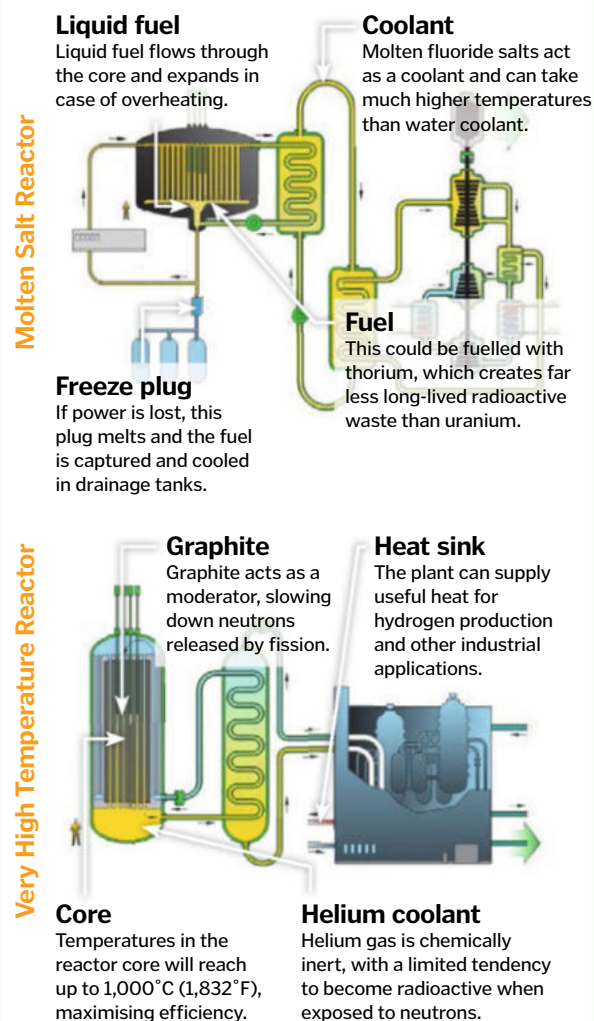 Molten Salt Reactor
Liquid fuel
Liquid fuel flows through
the core and expands in
case of overheating.
Coolant
Molten fluoride salts act
as a coolant and can take
much higher temperatures
than water coolant.
Fuel
This could be fuelled with
thorium, which creates far
less long-lived radioactive
waste than uranium.
Freeze plug
If power is lost, this
plug melts and the fuel
is captured and cooled
in drainage tanks.
Very High Temperature Reactor
Graphite
Graphite acts as a
moderator, slowing
down neutrons
released by fission.
Heat sink
The plant can supply
useful heat for
hydrogen production
and other industrial
applications.
Core
Temperatures in the
reactor core will reach
up to 1,000˚C (1,832˚F),
maximising efficiency.
Helium coolant
Helium gas is chemically
inert, with a limited tendency
to become radioactive when
exposed to neutrons.